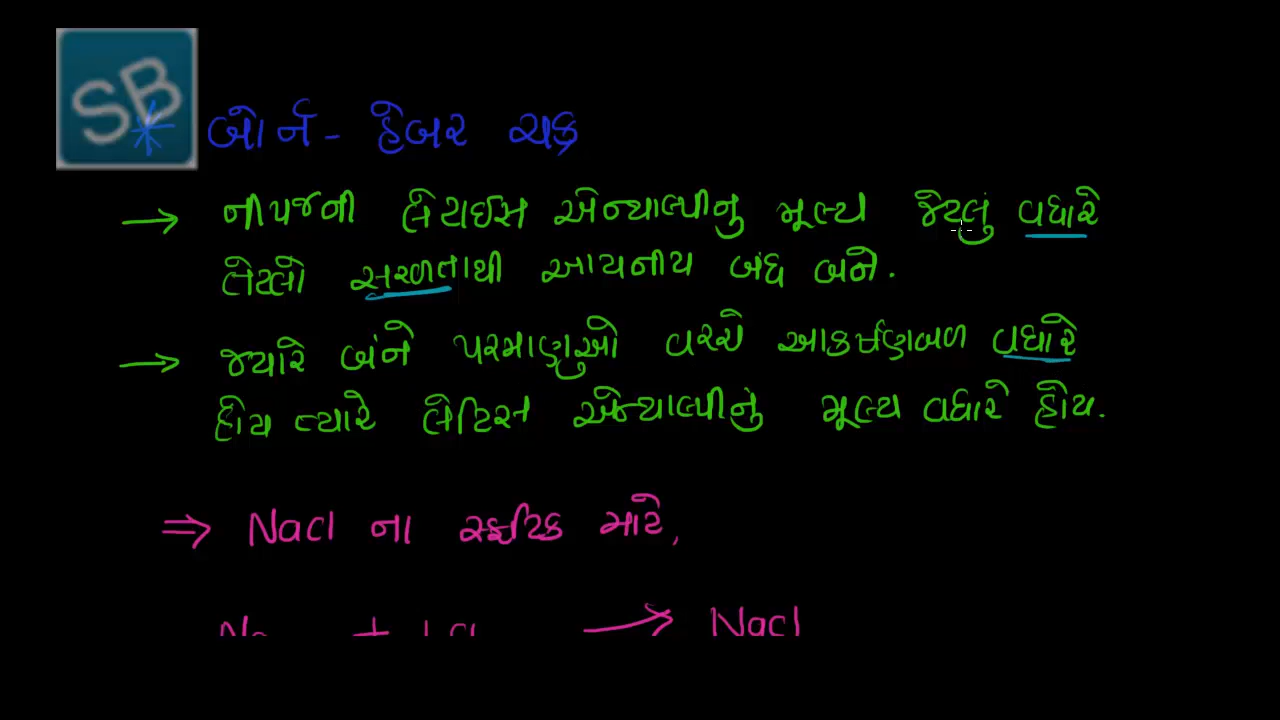 SB
* બોર્ન - હેબર ચક્ર
→ નીપજની લેટાઈસ એન્થાલ્પીનું મૂલ્ય જેટલું વધારે
તેટલો સરળતાથી આયનીય બંધ બને.
→ જ્યારે બંને પરમાણુઓ વચ્ચે આકર્ષણબળ વધારે
હોય ત્યારે લેટિસ એન્થાલ્પીનું મૂલ્ય વધારે હોય.
⇒ Nacl ના સ્ફટિક માટે,
→ Nacl